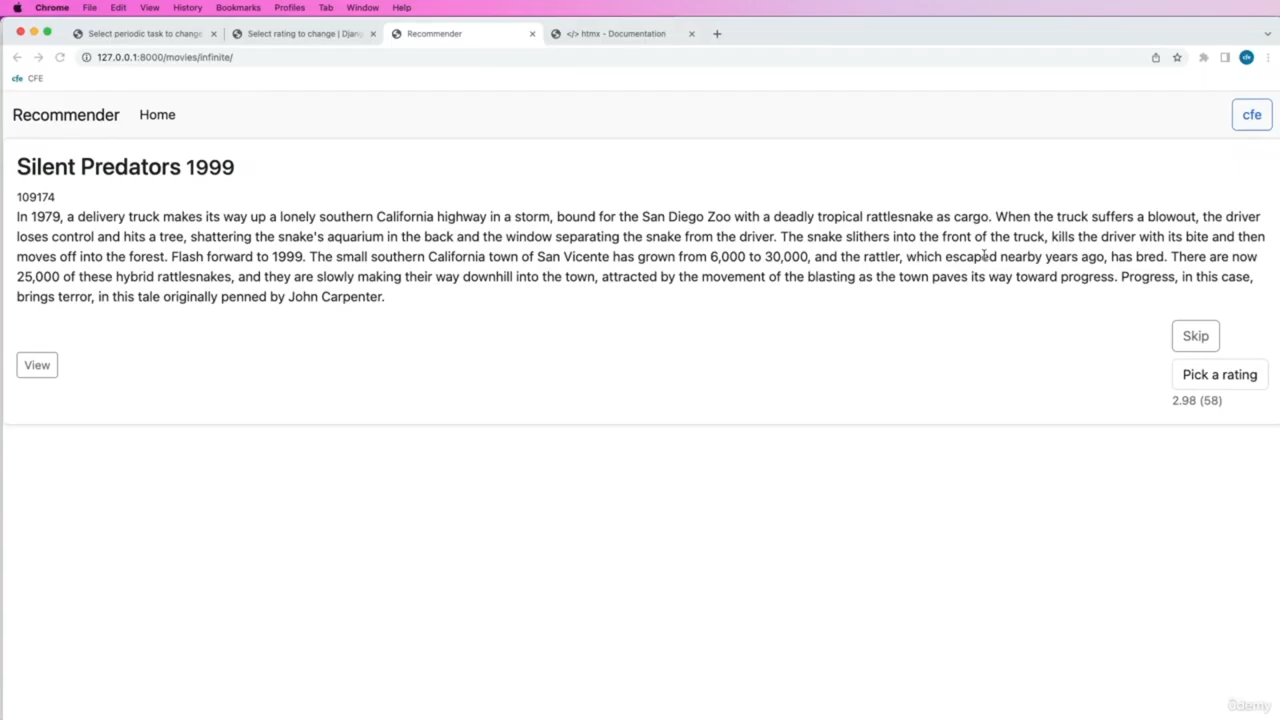 Chrome File Edit View History Bookmarks Profiles Tab Window Help
Select periodic task to change Select rating to change | Djang Recommender </> htmx - Documentation
127.0.0.1:8000/movies/infinite/
cfe CFE
Recommender Home cfe
Silent Predators 1999
109174
In 1979, a delivery truck makes its way up a lonely southern California highway in a storm, bound for the San Diego Zoo with a deadly tropical rattlesnake as cargo. When the truck suffers a blowout, the driver
loses control and hits a tree, shattering the snake's aquarium in the back and the window separating the snake from the driver. The snake slithers into the front of the truck, kills the driver with its bite and then
moves off into the forest. Flash forward to 1999. The small southern California town of San Vicente has grown from 6,000 to 30,000, and the rattler, which escaped nearby years ago, has bred. There are now
25,000 of these hybrid rattlesnakes, and they are slowly making their way downhill into the town, attracted by the movement of the blasting as the town paves its way toward progress. Progress, in this case,
brings terror, in this tale originally penned by John Carpenter.
Skip
View
Pick a rating
2.98 (58)
ûdemy